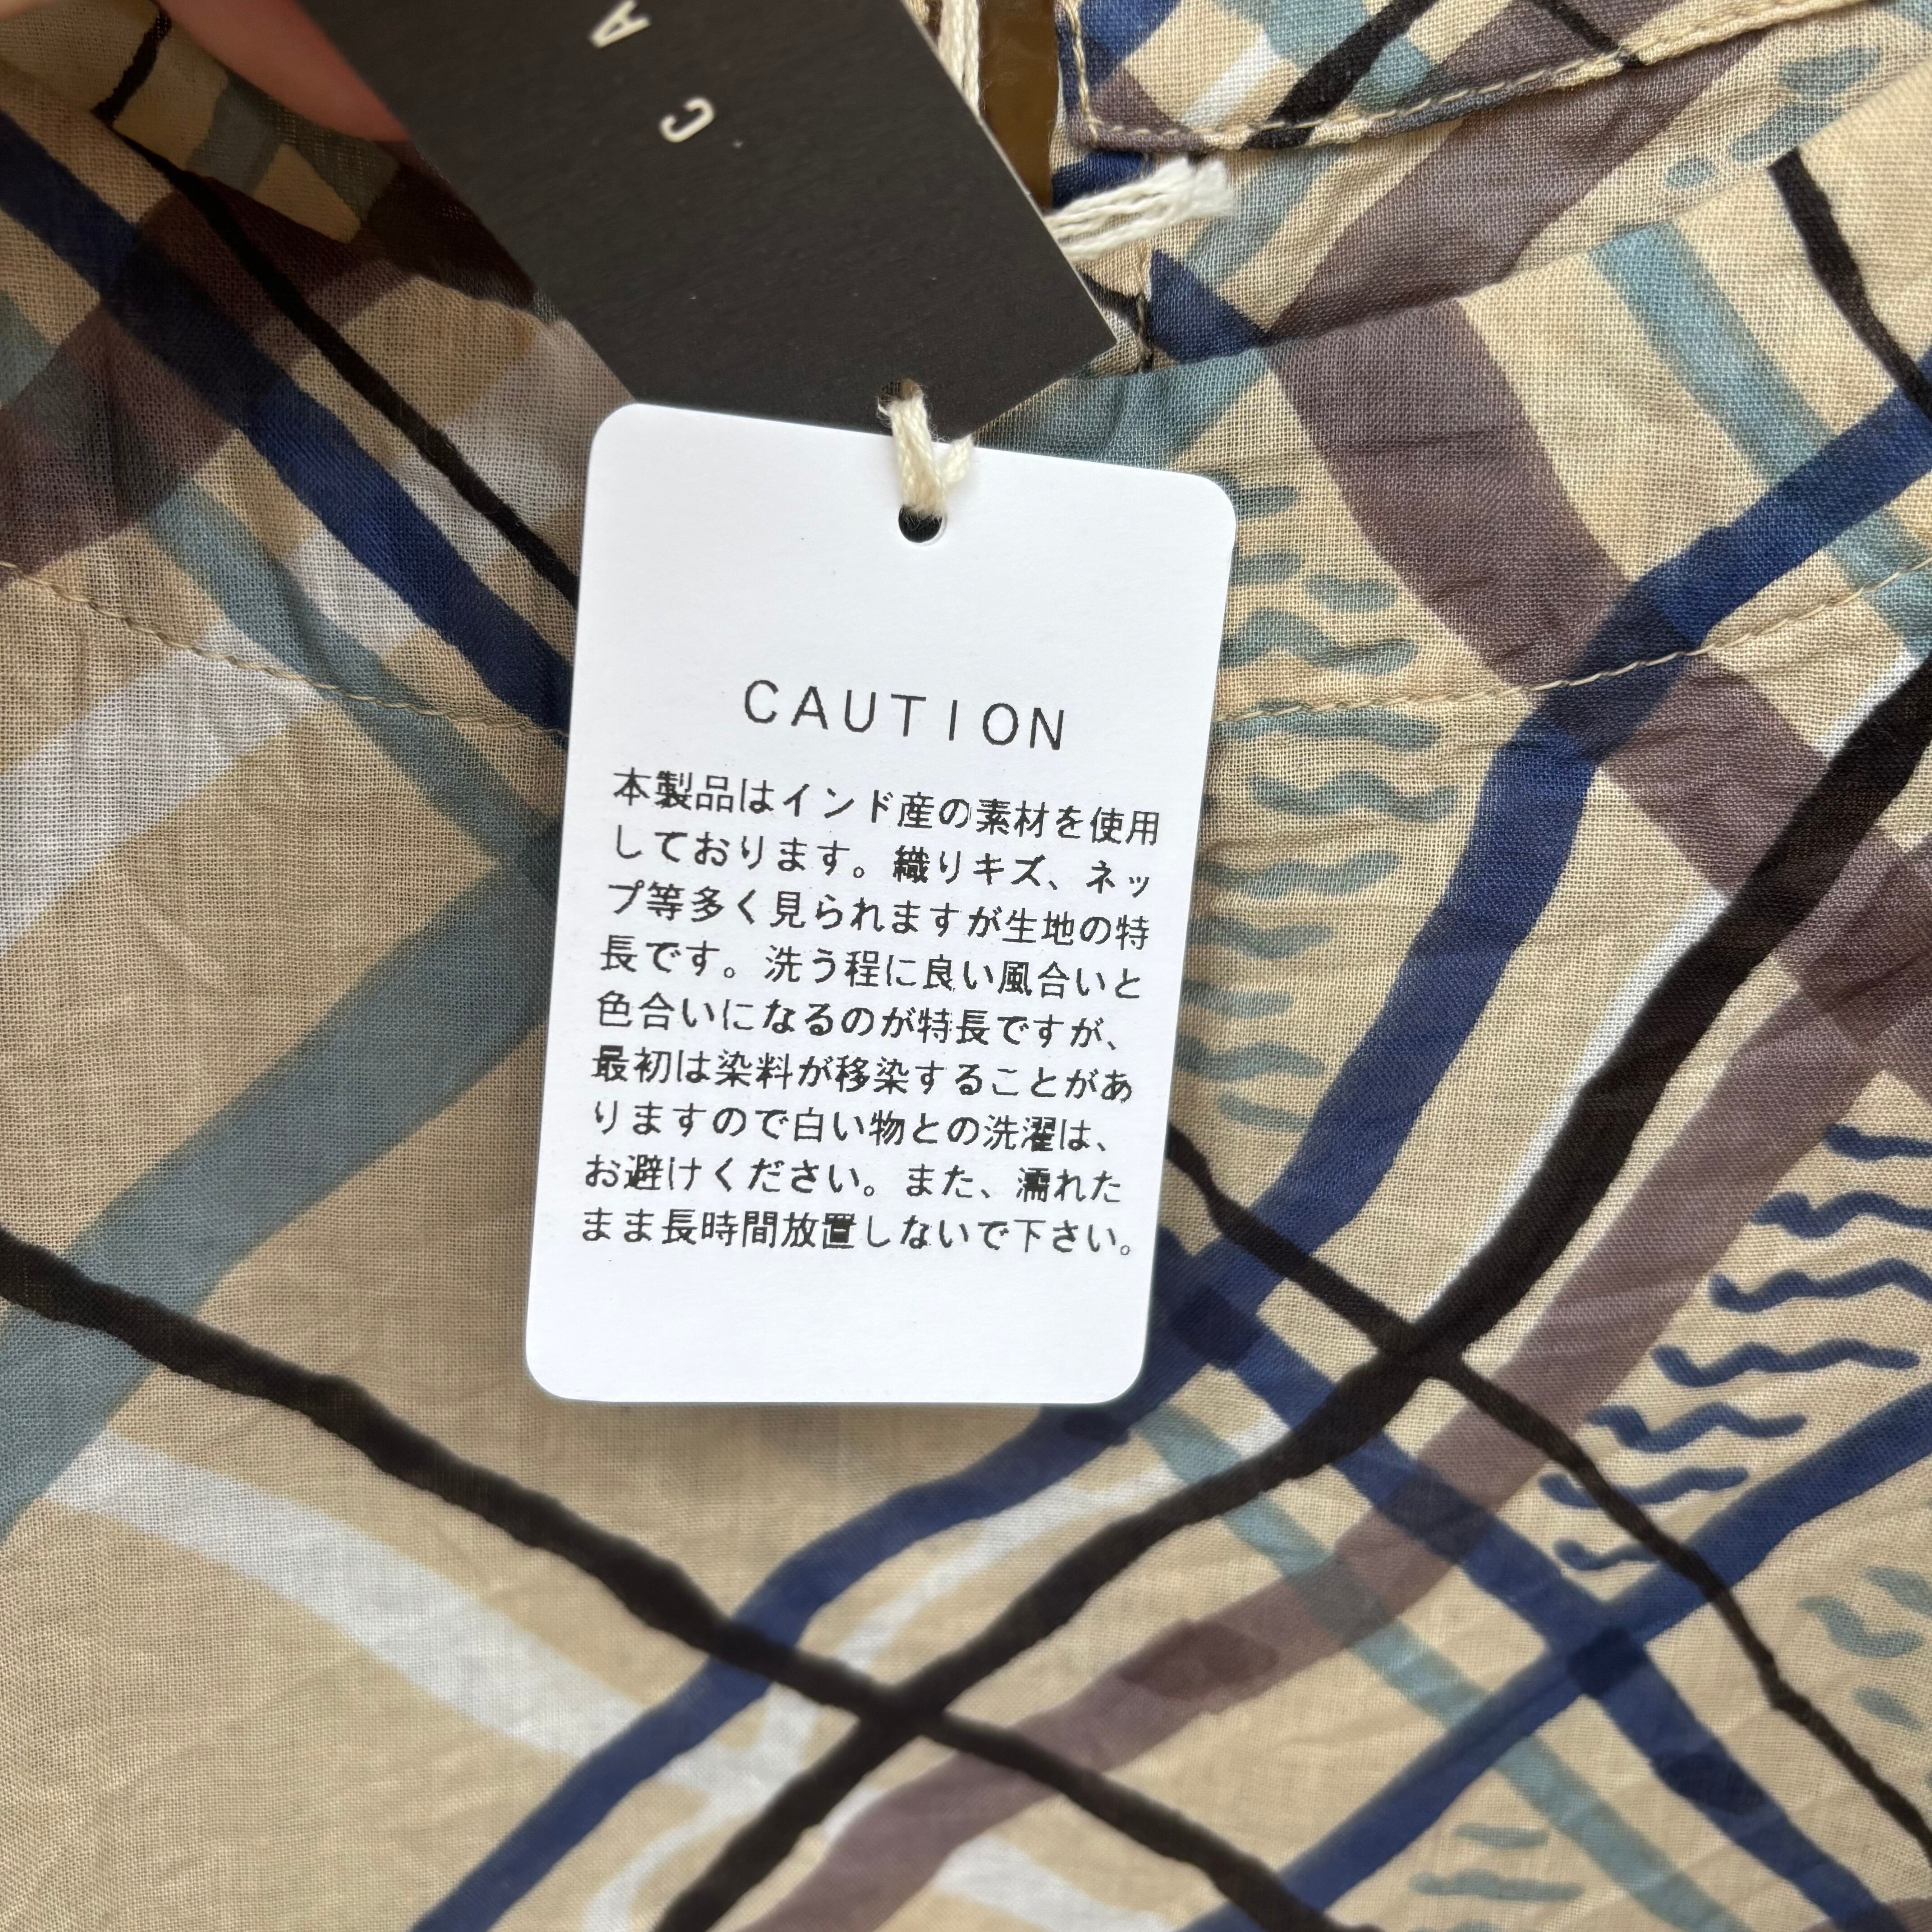 CA
CAUTION
本製品はインド産の素材を使用
しております。織りキズ、ネッ
プ等多く見られますが生地の特
長です。洗う程に良い風合いと
色合いになるのが特長ですが、
最初は染料が移染することがあ
りますので白い物との洗濯は、
お避けください。また、濡れた
まま長時間放置しないで下さい。